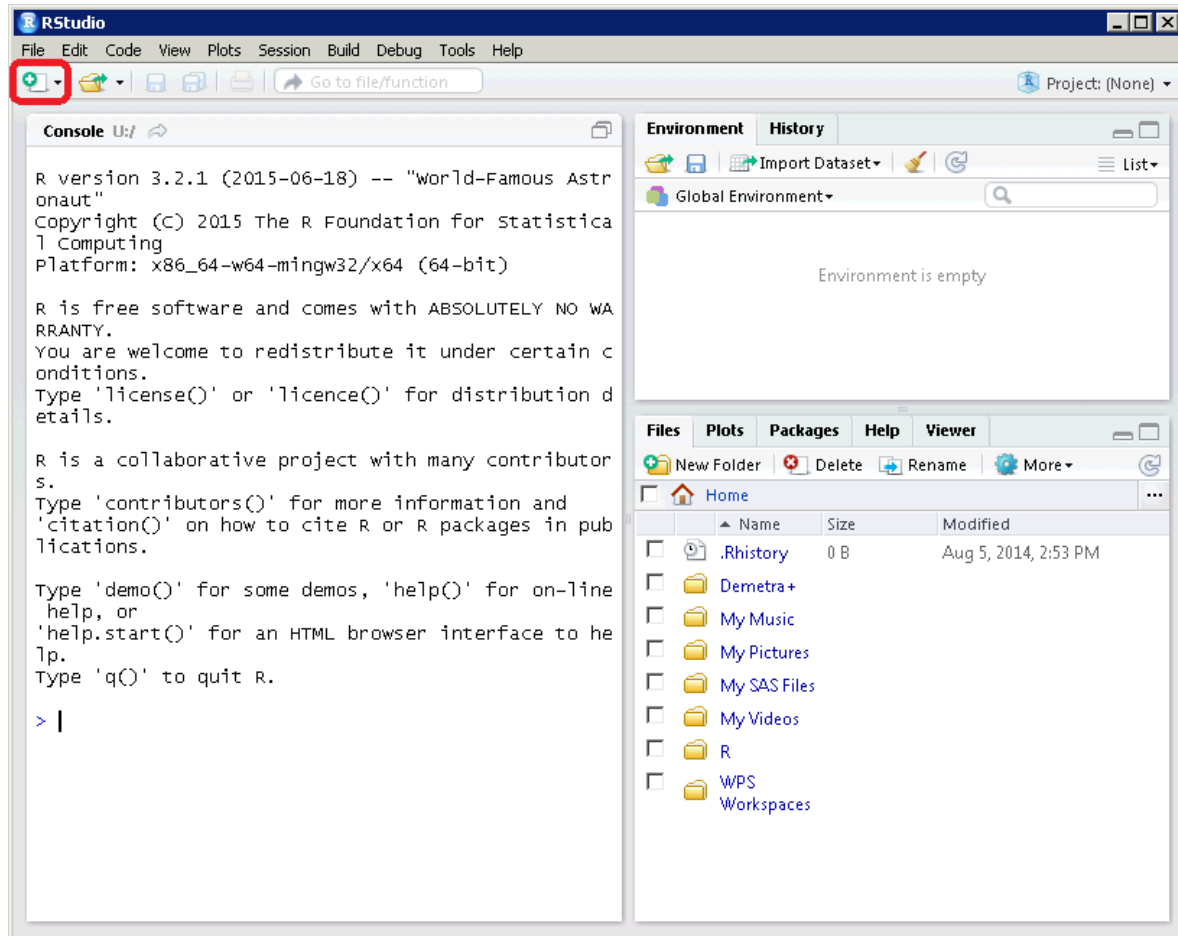 RStudio
File Edit Code View Plots Session Build Debug Tools Help
Go to file/function
Project: (None)
Console U:/
R version 3.2.1 (2015-06-18) -- "World-Famous Astr
onaut"
Copyright (C) 2015 The R Foundation for Statistica
l Computing
Platform: x86_64-w64-mingw32/x64 (64-bit)
R is free software and comes with ABSOLUTELY NO WA
RRANTY.
You are welcome to redistribute it under certain c
onditions.
Type 'license()' or 'licence()' for distribution d
etails.
R is a collaborative project with many contributor
s.
Type 'contributors()' for more information and
'citation()' on how to cite R or R packages in pub
lications.
Type 'demo()' for some demos, 'help()' for on-line
 help, or
'help.start()' for an HTML browser interface to he
lp.
Type 'q()' to quit R.
>
Environment History
Import Dataset List
Global Environment
Environment is empty
Files Plots Packages Help Viewer
New Folder Delete Rename More
Home ...
Name Size Modified
.Rhistory 0 B Aug 5, 2014, 2:53 PM
Demetra+
My Music
My Pictures
My SAS Files
My Videos
R
WPS
Workspaces